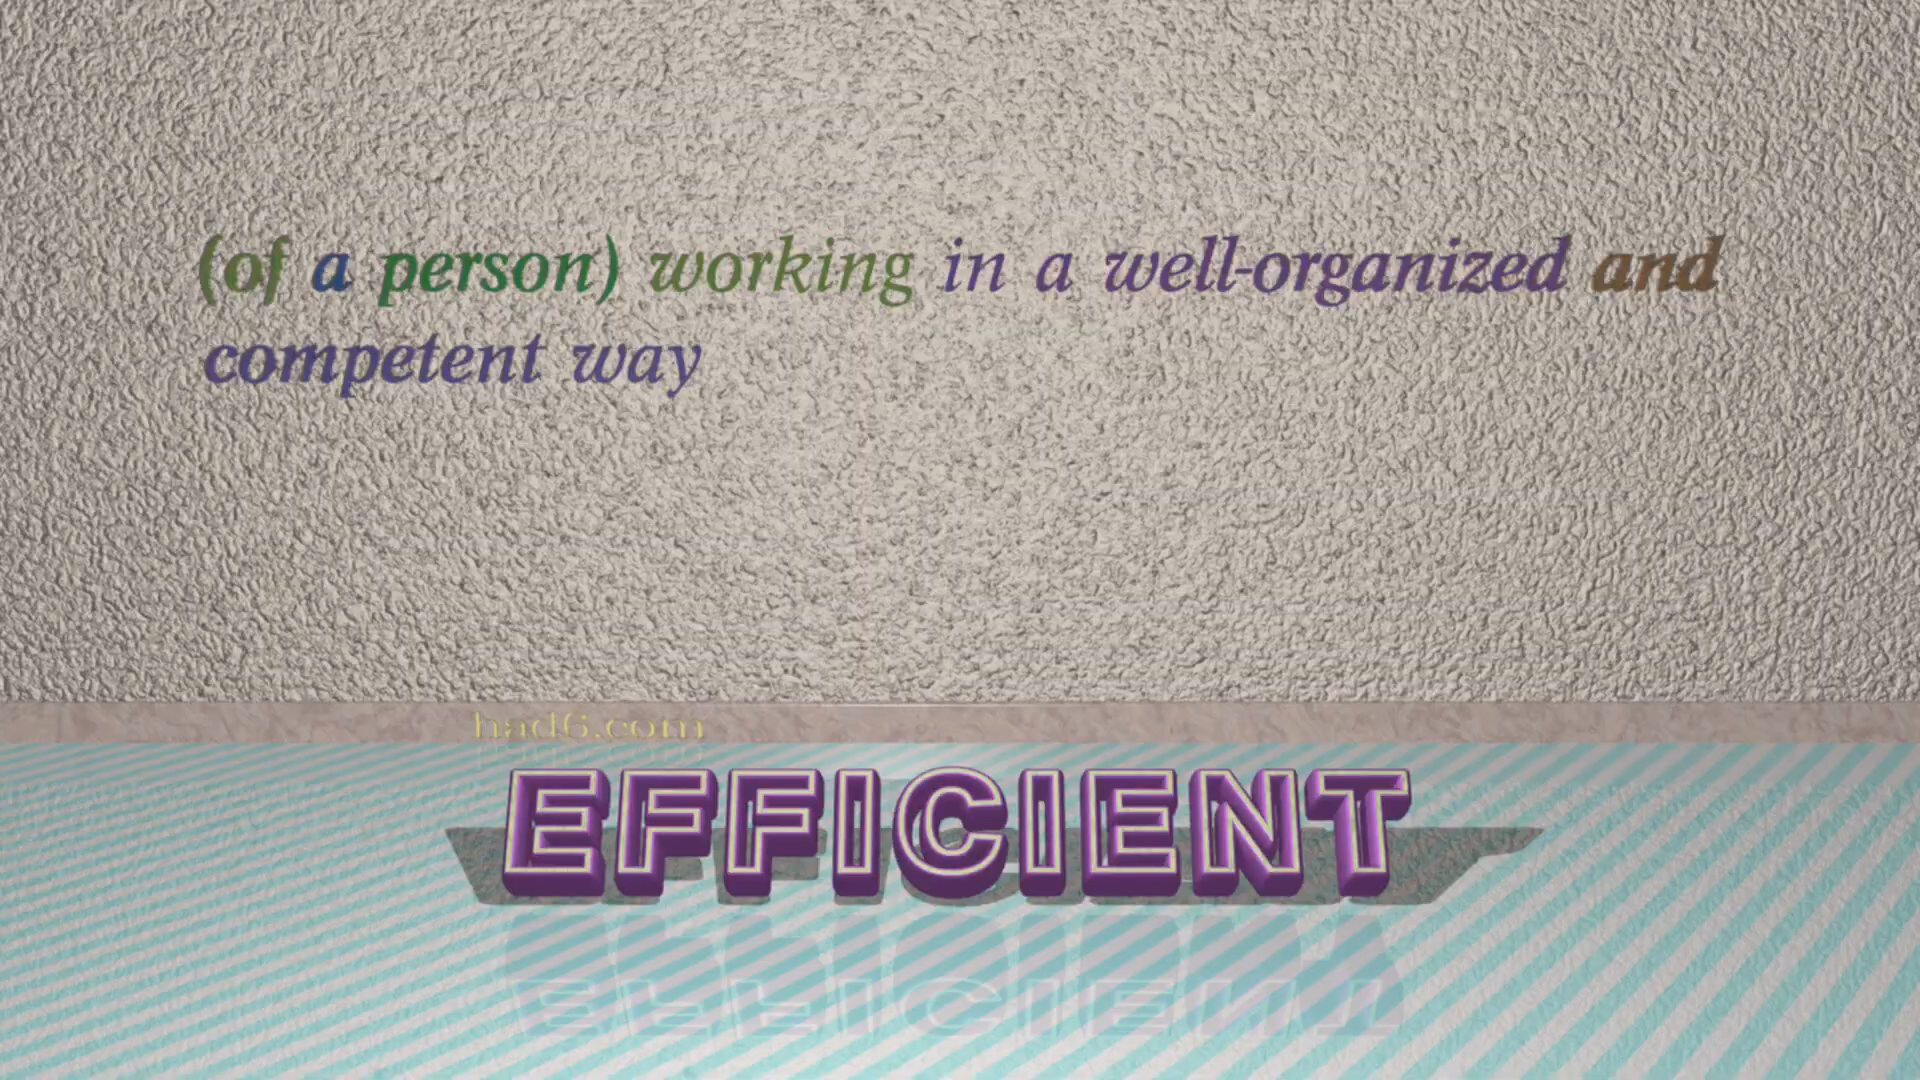 (of a person) working in a well-organized and
competent way
had6.com
EFFICIENT